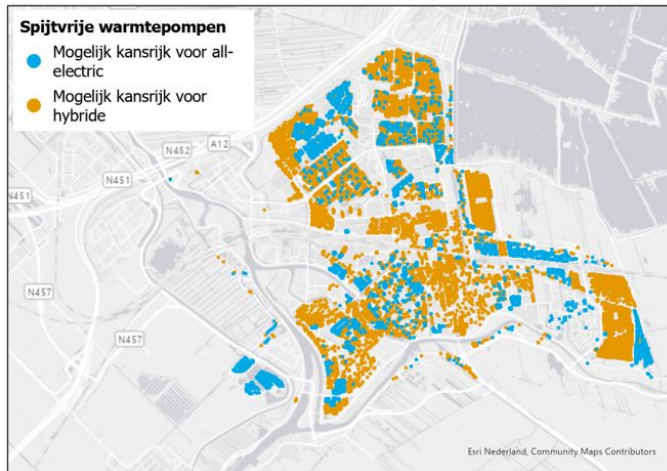 Spijtvrije warmtepompen
Mogelijk kansrijk voor all-
electric
Mogelijk kansrijk voor
hybride
N452
A12
N451
N451
N457
N457
Esri Nederland, Community Maps Contributors